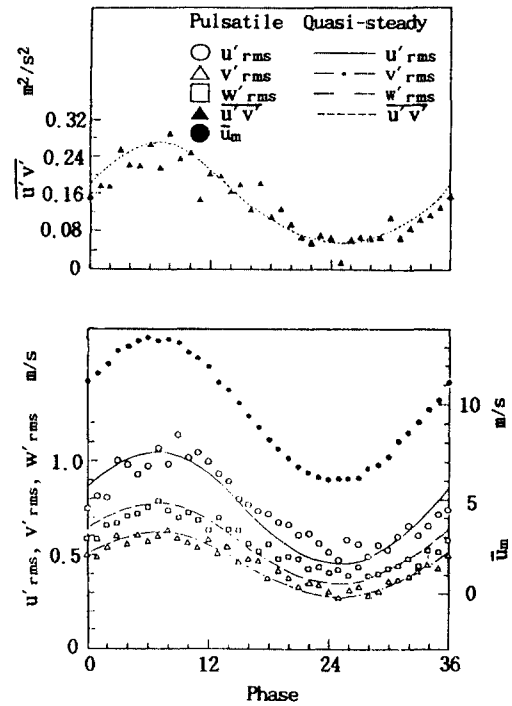 Pulsatile Quasi-steady
○ u'rms u'rms
△ v'rms v'rms
□ w'rms w'rms
▲ u'v' u'v'
● ūm
m²/s²
u'v'
0.32
0.24
0.16
0.08
0
u'rms, v'rms, w'rms m/s
1.0
0.5
0
10
5
0
m/s
ūm
0 12 24 36
Phase